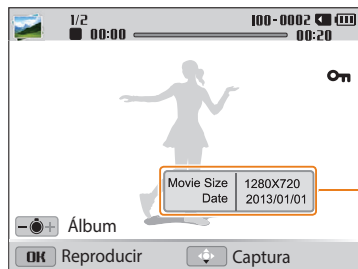 1/2 100-0002
00:00 00:20
Movie Size 1280X720
Date 2013/01/01
Álbum
OK Reproducir Captura